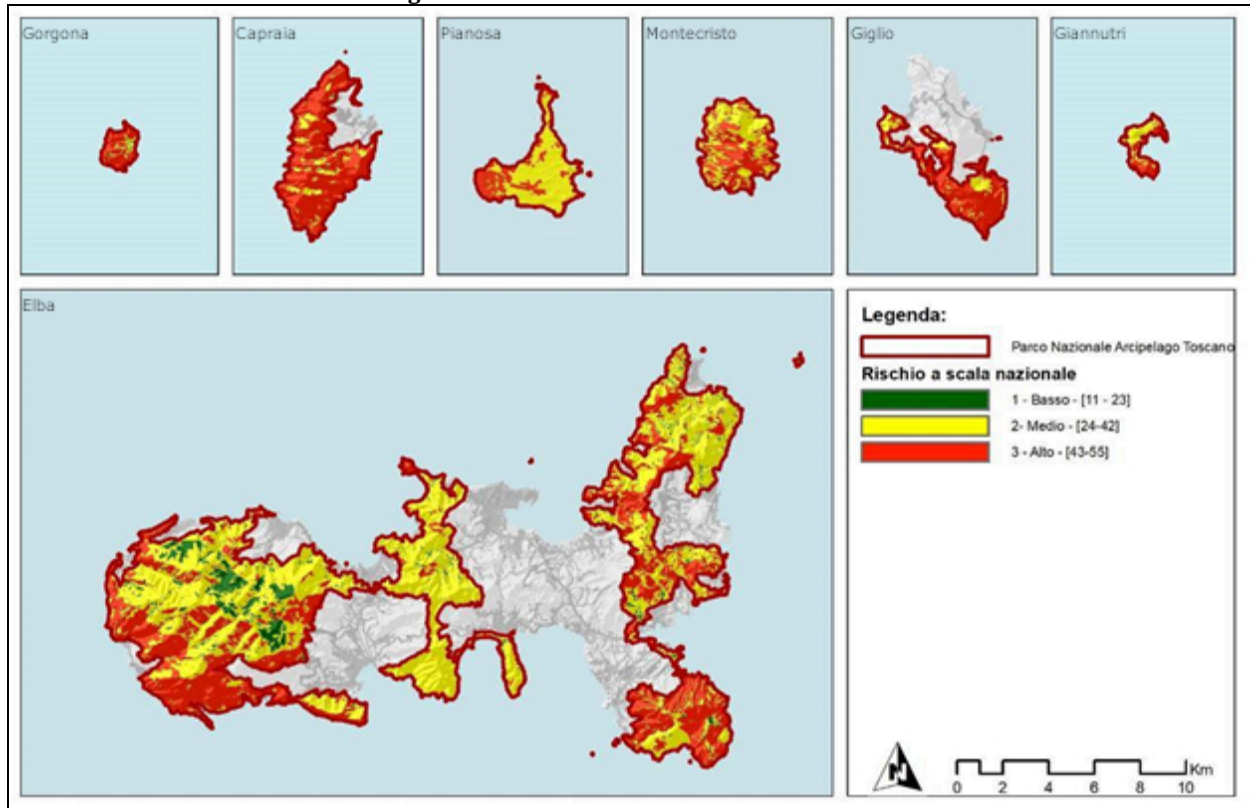 Gorgona
Capraia
Pianosa
Montecristo
Giglio
Giannutri
Elba
Legenda:
Parco Nazionale Arcipelago Toscano
Rischio a scala nazionale
1 - Basso - [11 - 23]
2- Medio - [24-42]
3 - Alto - [43-55]
N
Km
0 2 4 6 8 10